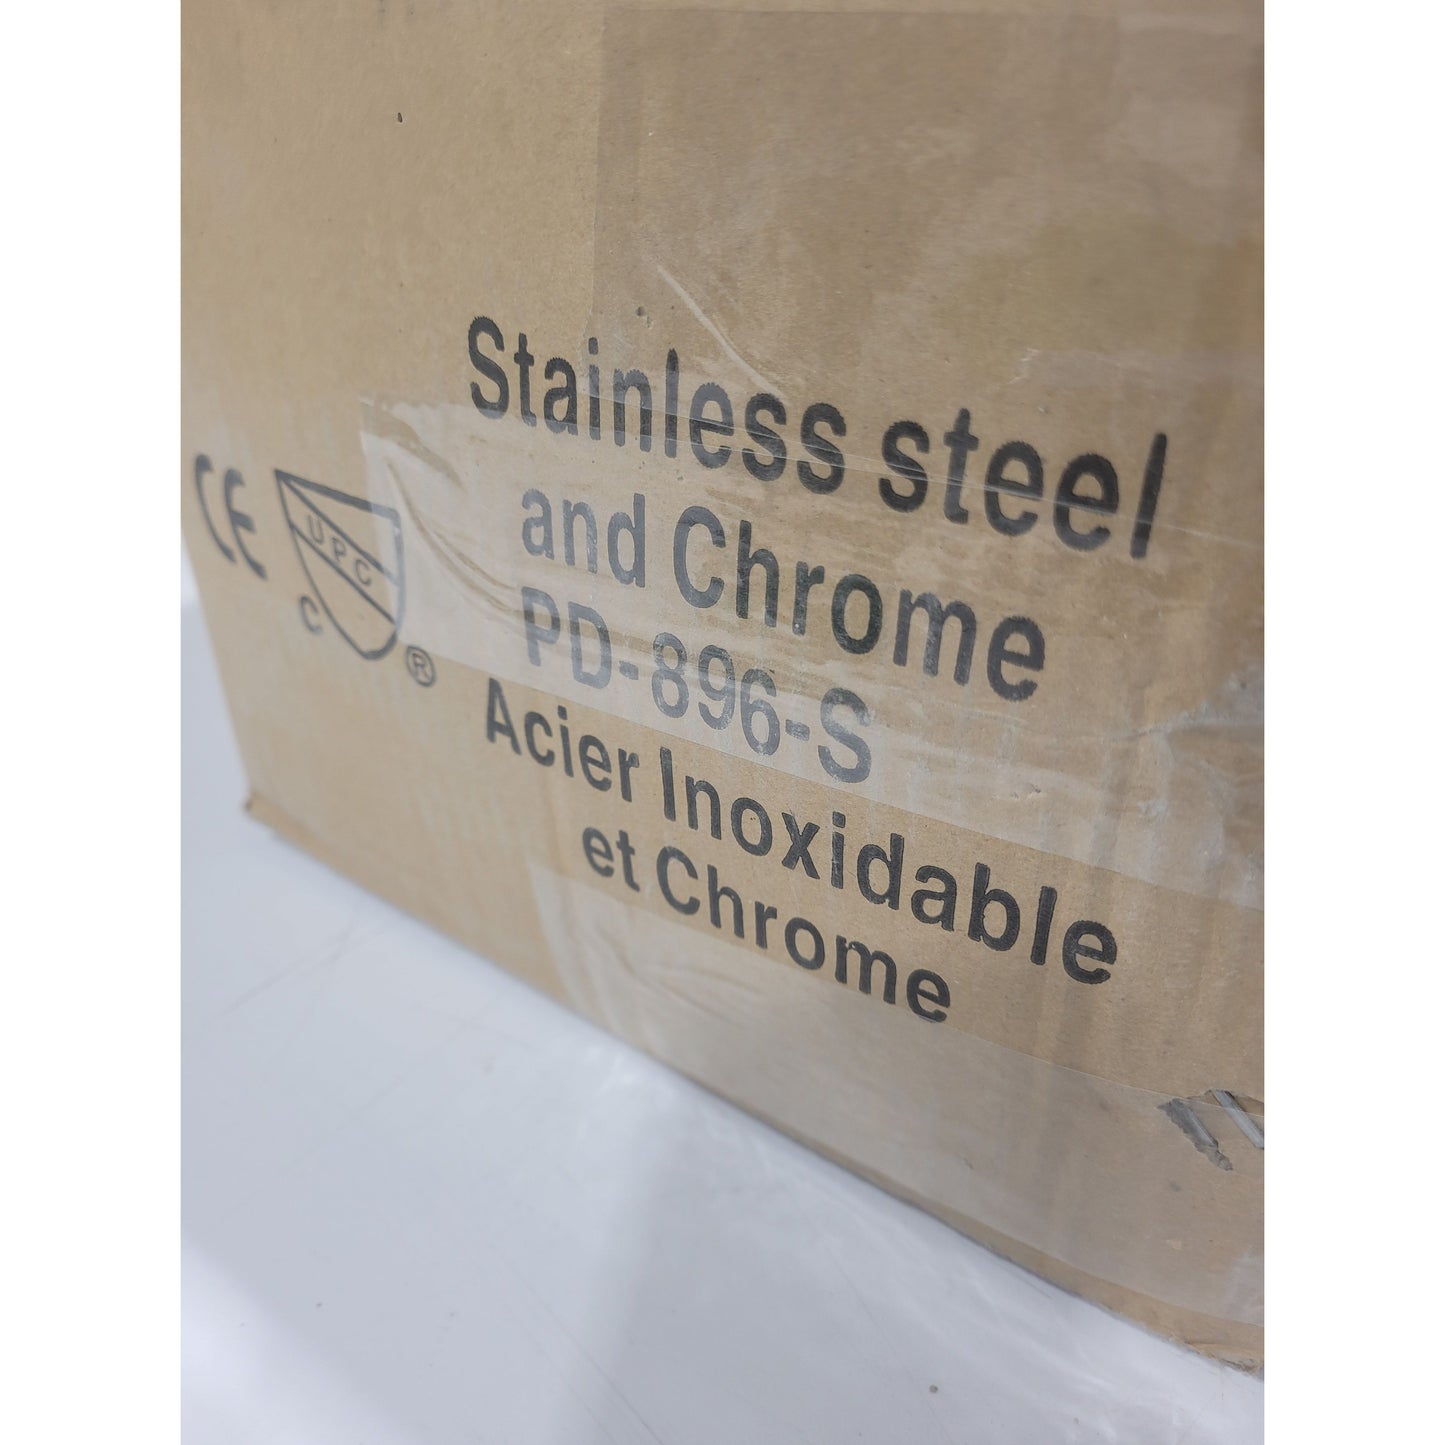 Stainless steel
and Chrome
PD-896-S
Acier Inoxidable
et Chrome
CE
UPC
C
®